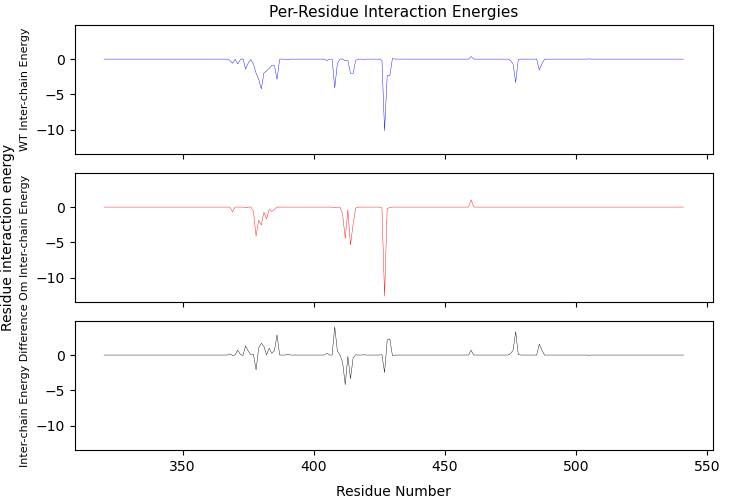 Per-Residue Interaction Energies
Residue interaction energy
WT Inter-chain Energy
0
−5
−10
Om Inter-chain Energy
0
−5
−10
Inter-chain Energy Difference
0
−5
−10
350
400
450
500
550
Residue Number